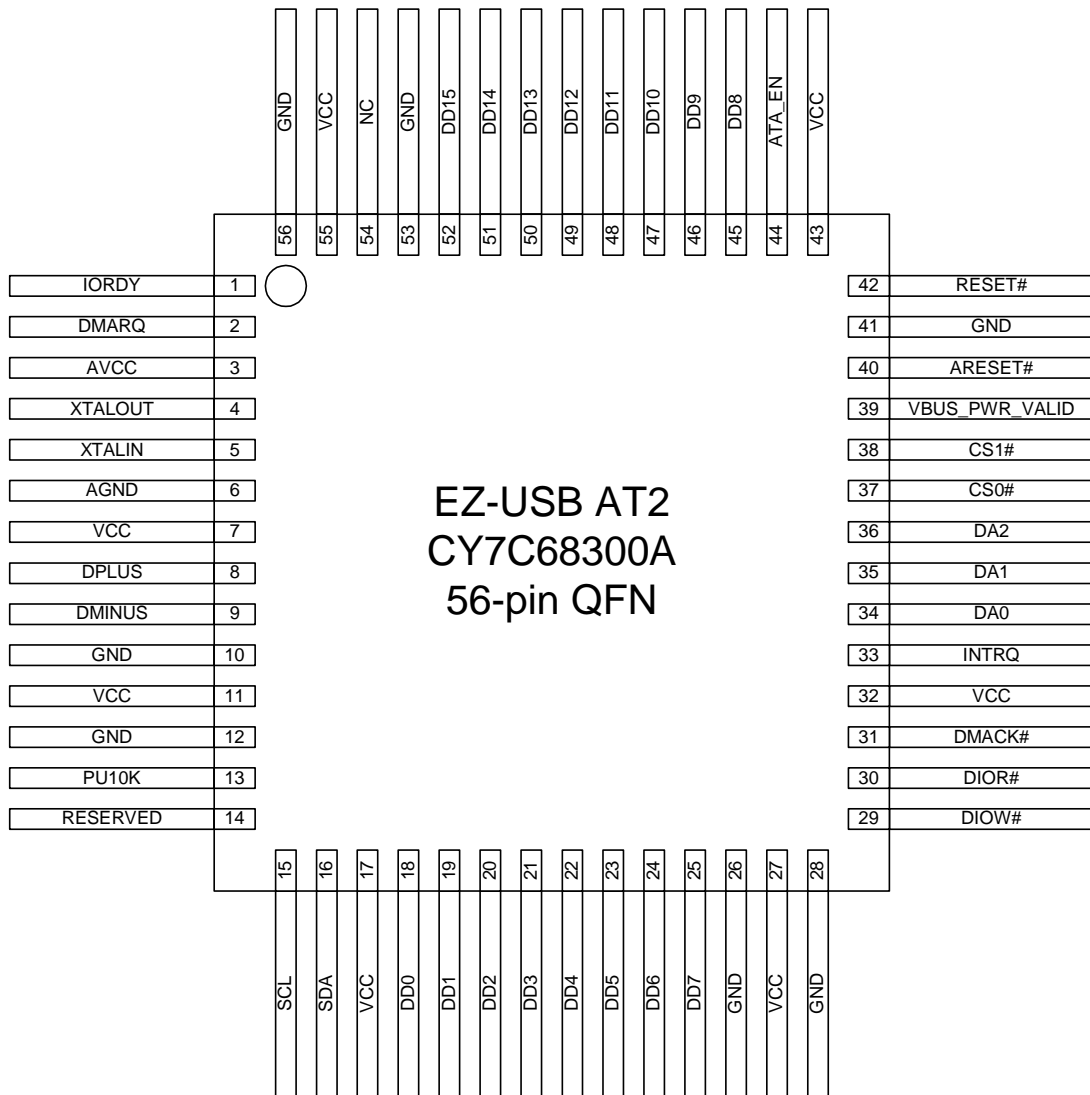 GND
VCC
NC
GND
DD15
DD14
DD13
DD12
DD11
DD10
DD9
DD8
ATA_EN
VCC
56
55
54
53
52
51
50
49
48
47
46
45
44
43
IORDY 1
DMARQ 2
AVCC 3
XTALOUT 4
XTALIN 5
AGND 6
VCC 7
DPLUS 8
DMINUS 9
GND 10
VCC 11
GND 12
PU10K 13
RESERVED 14
EZ-USB AT2
CY7C68300A
56-pin QFN
42 RESET#
41 GND
40 ARESET#
39 VBUS_PWR_VALID
38 CS1#
37 CS0#
36 DA2
35 DA1
34 DA0
33 INTRQ
32 VCC
31 DMACK#
30 DIOR#
29 DIOW#
15
16
17
18
19
20
21
22
23
24
25
26
27
28
SCL
SDA
VCC
DD0
DD1
DD2
DD3
DD4
DD5
DD6
DD7
GND
VCC
GND